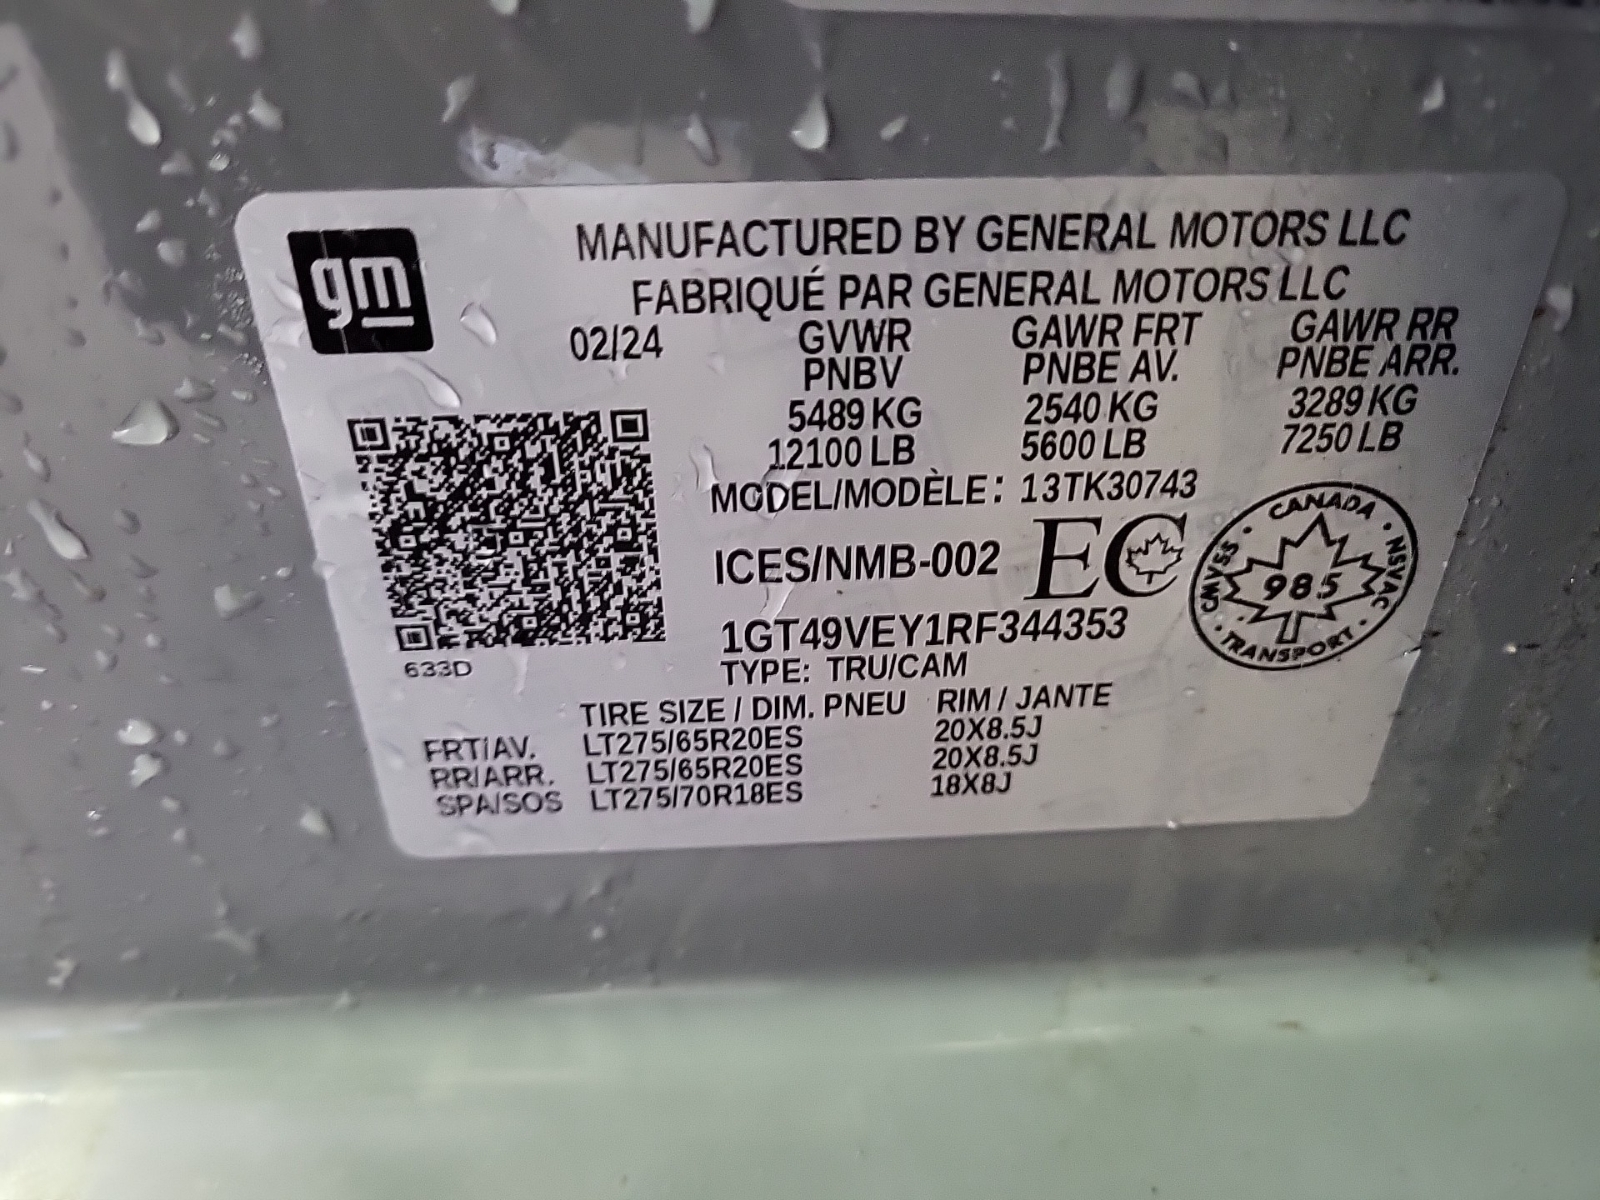 gm
MANUFACTURED BY GENERAL MOTORS LLC
FABRIQUÉ PAR GENERAL MOTORS LLC
02/24 GVWR GAWR FRT GAWR RR
PNBV PNBE AV. PNBE ARR.
5489 KG 2540 KG 3289 KG
12100 LB 5600 LB 7250 LB
MODEL/MODÈLE: 13TK30743
ICES/NMB-002 EC
CANADA · NSVAC · TRANSPORT · CMVSS ·
985
1GT49VEY1RF344353
633D
TYPE: TRU/CAM
TIRE SIZE / DIM. PNEU RIM / JANTE
FRT/AV. LT275/65R20ES 20X8.5J
RR/ARR. LT275/65R20ES 20X8.5J
SPA/SOS LT275/70R18ES 18X8J